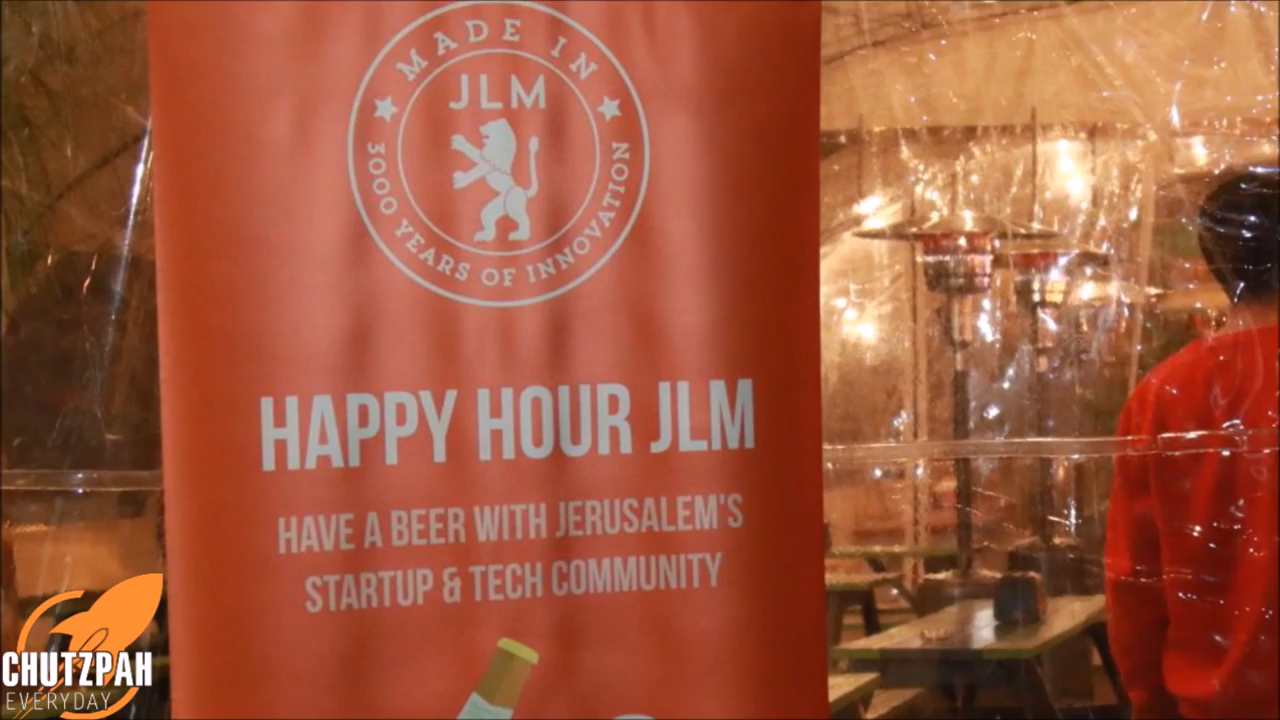 MADE IN
JLM
3000 YEARS OF INNOVATION
HAPPY HOUR JLM
HAVE A BEER WITH JERUSALEM'S
STARTUP & TECH COMMUNITY
CHUTZPAH
EVERYDAY